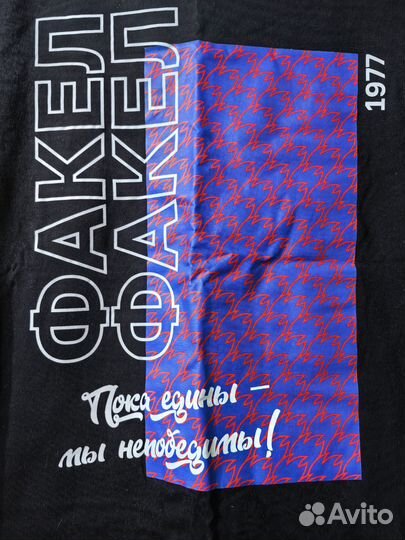 ФАКЕЛ
ФАКЕЛ
1977
Пока едины –
мы непобедимы!
Avito